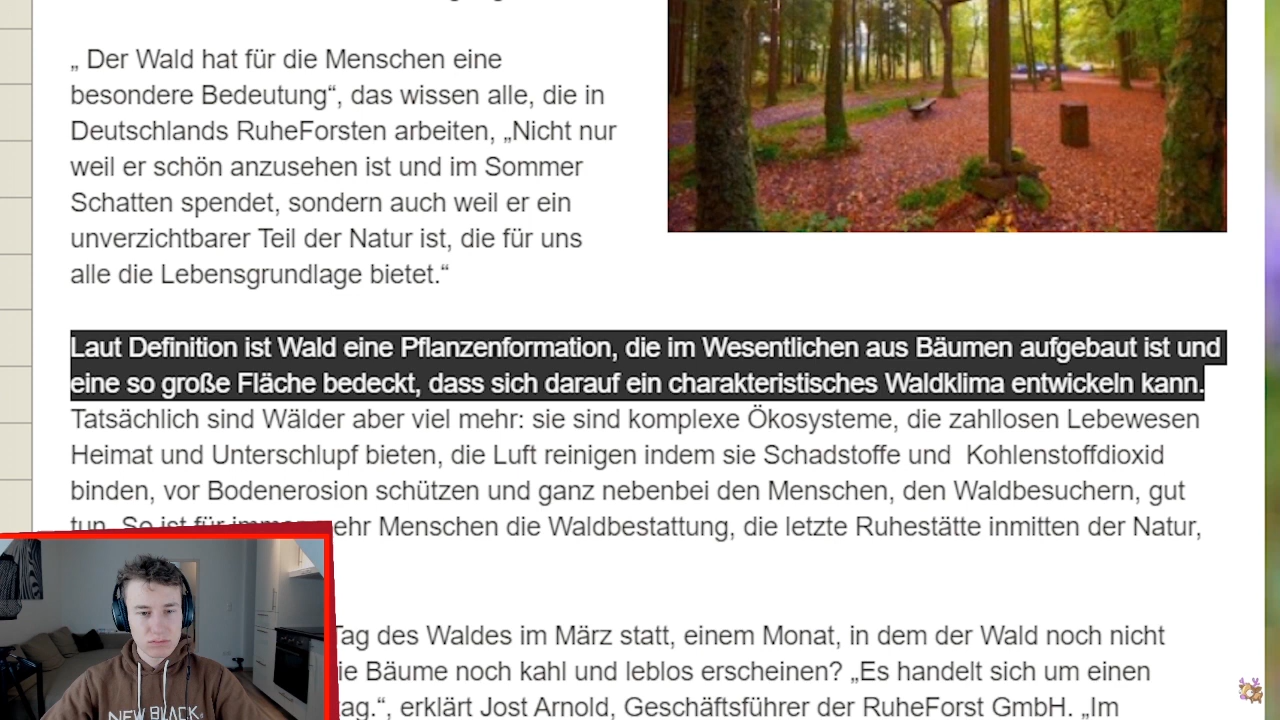 „ Der Wald hat für die Menschen eine
besondere Bedeutung“, das wissen alle, die in
Deutschlands RuheForsten arbeiten, „Nicht nur
weil er schön anzusehen ist und im Sommer
Schatten spendet, sondern auch weil er ein
unverzichtbarer Teil der Natur ist, die für uns
alle die Lebensgrundlage bietet.“
Laut Definition ist Wald eine Pflanzenformation, die im Wesentlichen aus Bäumen aufgebaut ist und
eine so große Fläche bedeckt, dass sich darauf ein charakteristisches Waldklima entwickeln kann.
Tatsächlich sind Wälder aber viel mehr: sie sind komplexe Ökosysteme, die zahllosen Lebewesen
Heimat und Unterschlupf bieten, die Luft reinigen indem sie Schadstoffe und Kohlenstoffdioxid
binden, vor Bodenerosion schützen und ganz nebenbei den Menschen, den Waldbesuchern, gut
tun. So ist für immer mehr Menschen die Waldbestattung, die letzte Ruhestätte inmitten der Natur,
Tag des Waldes im März statt, einem Monat, in dem der Wald noch nicht
die Bäume noch kahl und leblos erscheinen? „Es handelt sich um einen
tag.“, erklärt Jost Arnold, Geschäftsführer der RuheForst GmbH. „Im
NEW BLACK.